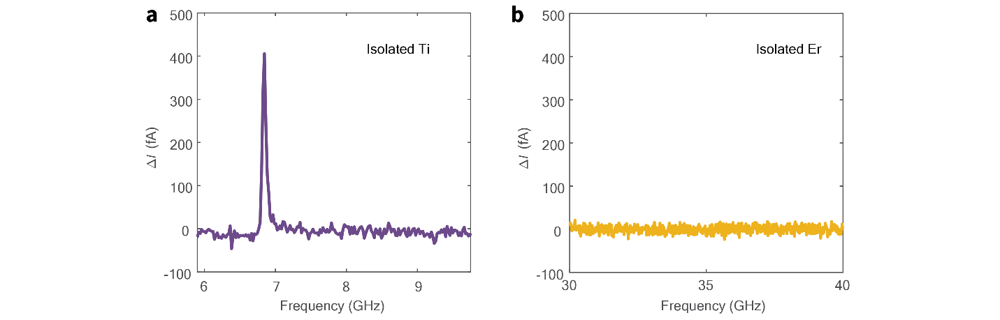 a
500
400
300
200
100
0
-100
ΔI (fA)
Isolated Ti
6
7
8
9
Frequency (GHz)
b
500
400
300
200
100
0
-100
ΔI (fA)
Isolated Er
30
35
40
Frequency (GHz)